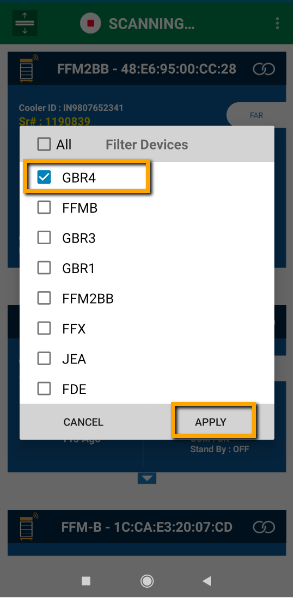 SCANNING...
FFM2BB - 48:E6:95:00:CC:28
Cooler ID : IN9807652341
Sr# : 1190839
FAR
All Filter Devices
GBR4
FFMB
GBR3
GBR1
FFM2BB
FFX
JEA
FDE
CANCEL APPLY
Stand By : OFF
FFM-B - 1C:CA:E3:20:07:CD